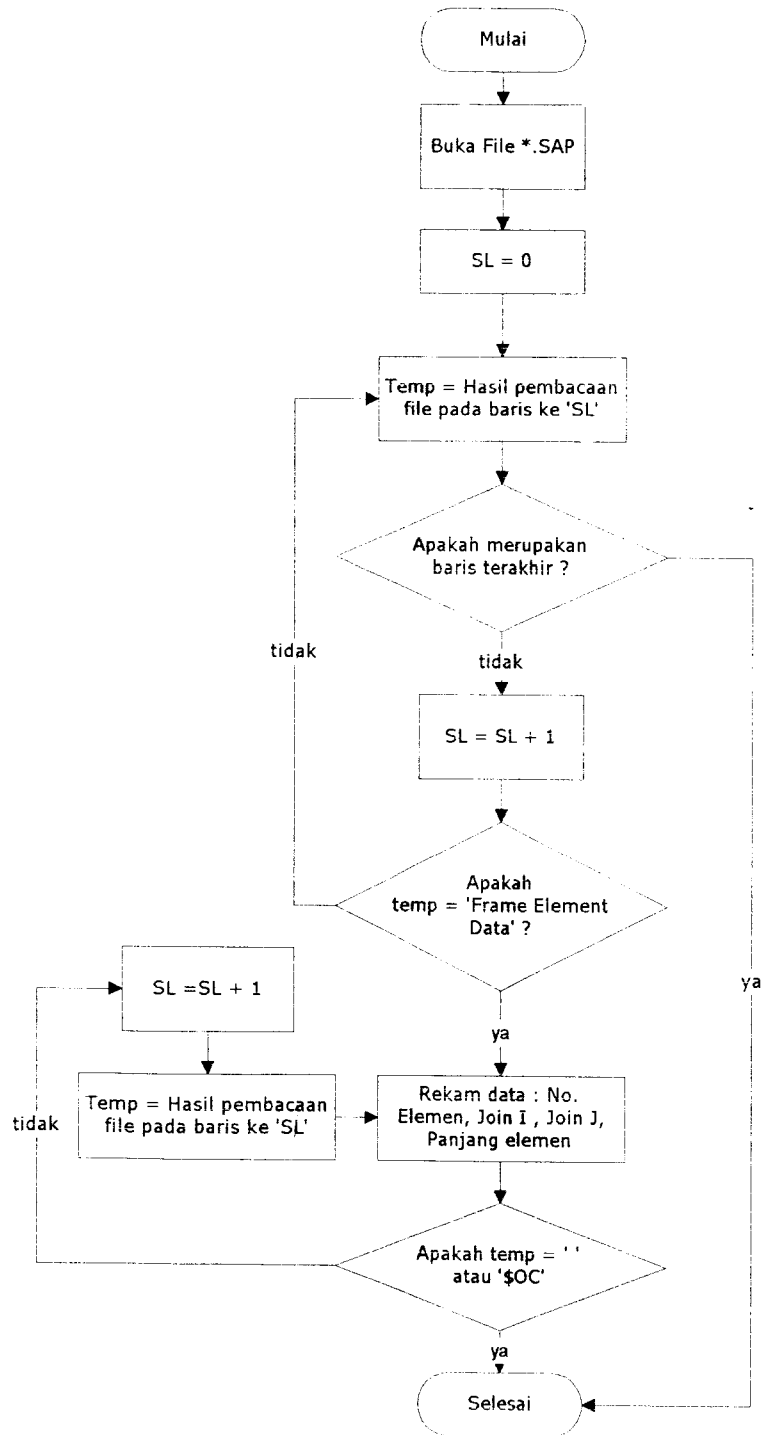 Mulai
Buka File *.SAP
SL = 0
Temp = Hasil pembacaan
file pada baris ke 'SL'
Apakah merupakan
baris terakhir ?
tidak
tidak
SL = SL + 1
Apakah
temp = 'Frame Element
Data' ?
ya
SL =SL + 1
ya
Temp = Hasil pembacaan
file pada baris ke 'SL'
Rekam data : No.
Elemen, Join I , Join J,
Panjang elemen
tidak
Apakah temp = ' '
atau '$OC'
ya
Selesai